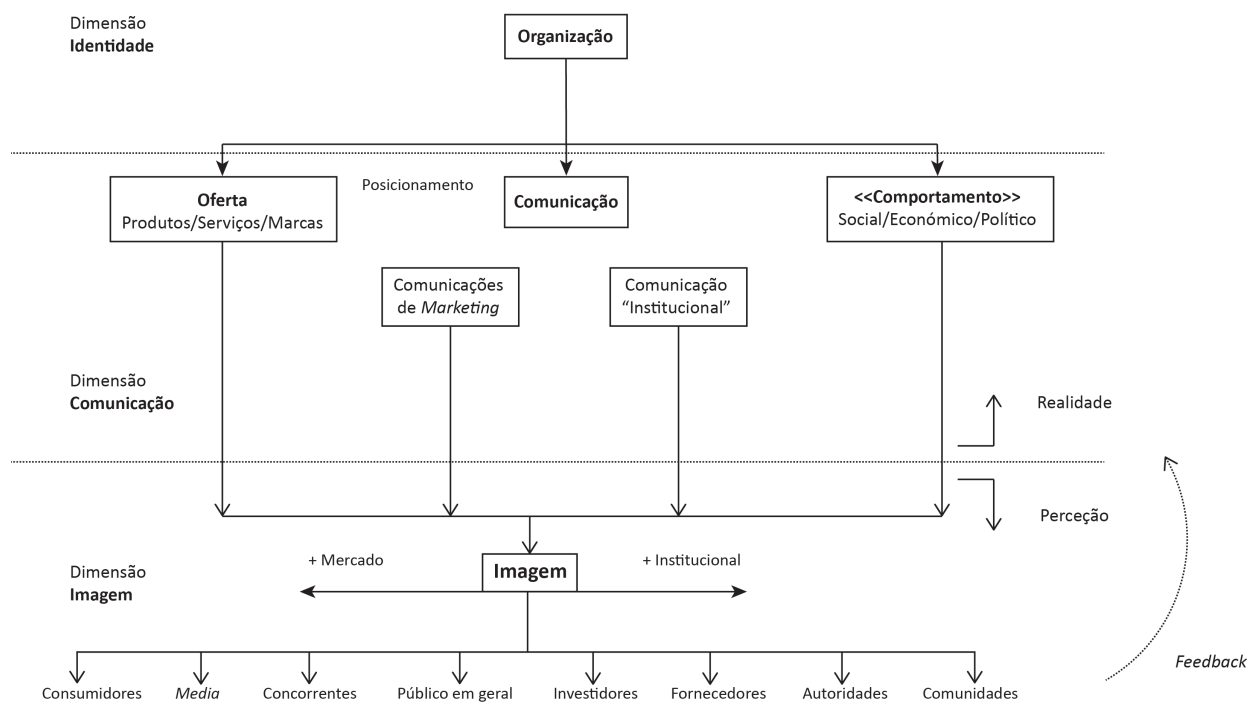 Dimensão
Identidade
Organização
Oferta
Produtos/Serviços/Marcas
Posicionamento
Comunicação
<<Comportamento>>
Social/Económico/Político
Comunicações
de Marketing
Comunicação
“Institucional”
Dimensão
Comunicação
Realidade
Perceção
+ Mercado
Imagem
+ Institucional
Dimensão
Imagem
Feedback
Consumidores
Media
Concorrentes
Público em geral
Investidores
Fornecedores
Autoridades
Comunidades